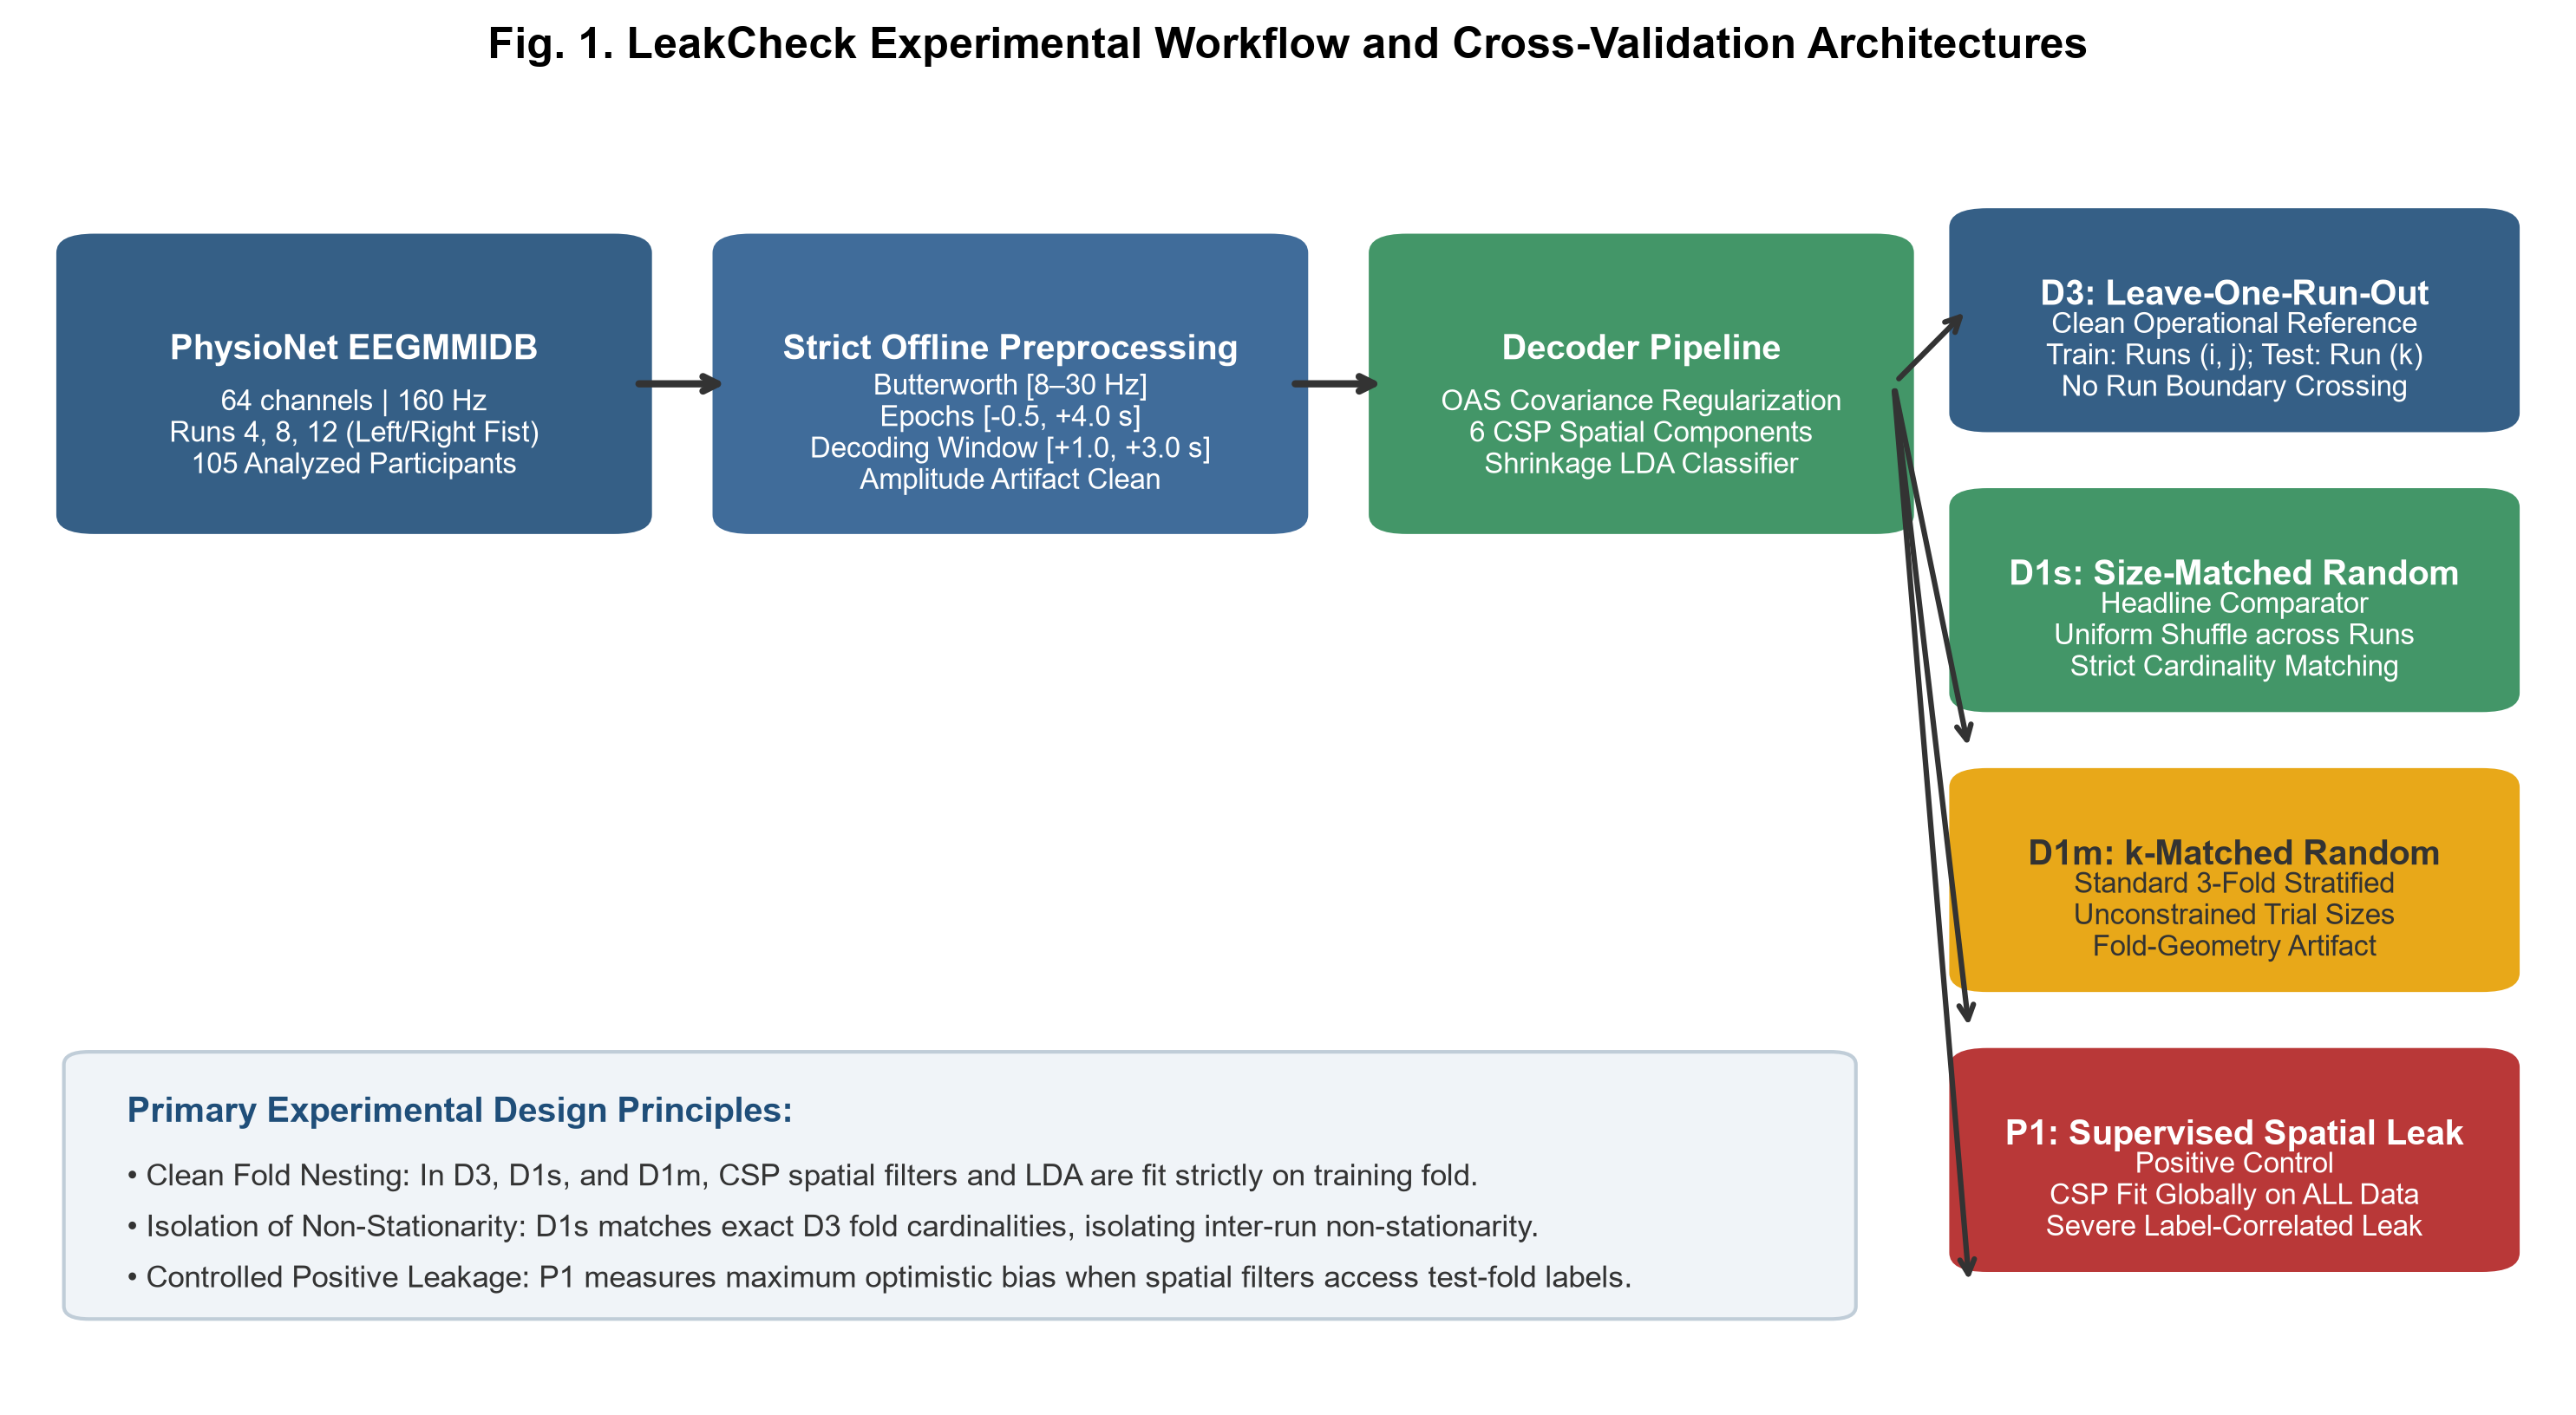 Fig. 1. LeakCheck Experimental Workflow and Cross-Validation Architectures
PhysioNet EEGMMIDB
64 channels | 160 Hz
Runs 4, 8, 12 (Left/Right Fist)
105 Analyzed Participants
Strict Offline Preprocessing
Butterworth [8–30 Hz]
Epochs [-0.5, +4.0 s]
Decoding Window [+1.0, +3.0 s]
Amplitude Artifact Clean
Decoder Pipeline
OAS Covariance Regularization
6 CSP Spatial Components
Shrinkage LDA Classifier
D3: Leave-One-Run-Out
Clean Operational Reference
Train: Runs (i, j); Test: Run (k)
No Run Boundary Crossing
D1s: Size-Matched Random
Headline Comparator
Uniform Shuffle across Runs
Strict Cardinality Matching
D1m: k-Matched Random
Standard 3-Fold Stratified
Unconstrained Trial Sizes
Fold-Geometry Artifact
P1: Supervised Spatial Leak
Positive Control
CSP Fit Globally on ALL Data
Severe Label-Correlated Leak
Primary Experimental Design Principles:
• Clean Fold Nesting: In D3, D1s, and D1m, CSP spatial filters and LDA are fit strictly on training fold.
• Isolation of Non-Stationarity: D1s matches exact D3 fold cardinalities, isolating inter-run non-stationarity.
• Controlled Positive Leakage: P1 measures maximum optimistic bias when spatial filters access test-fold labels.